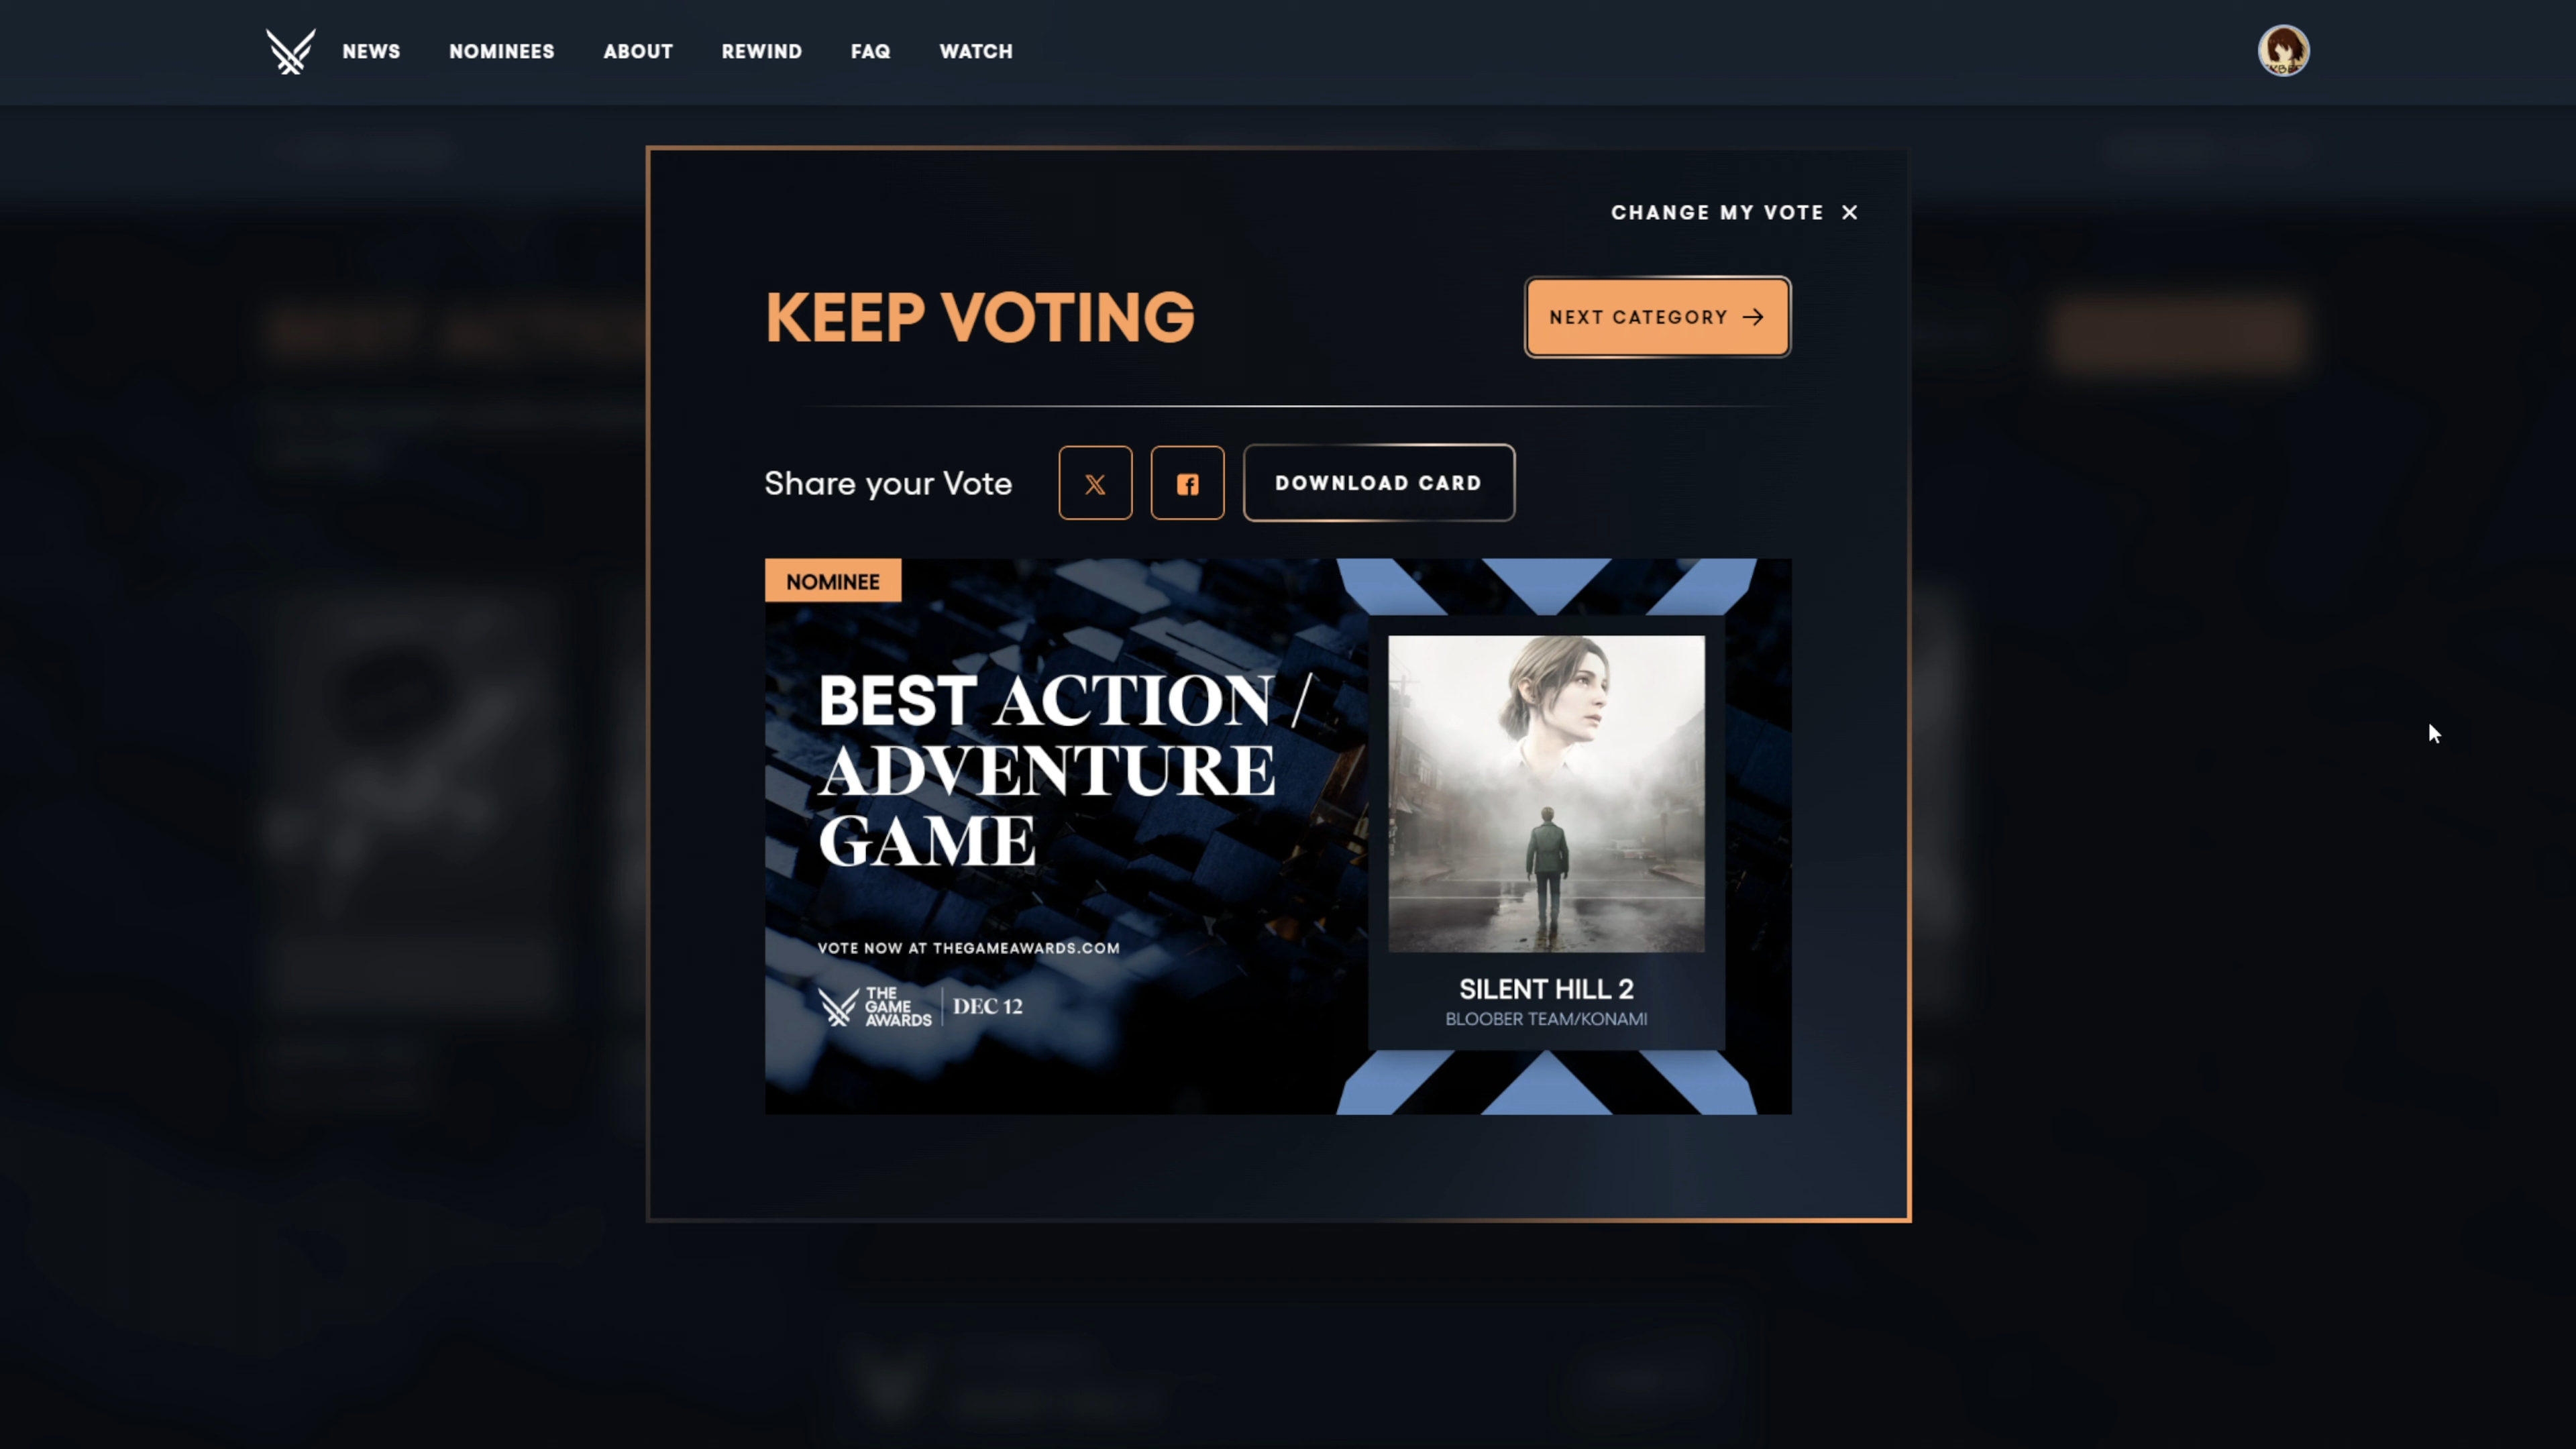 NEWS NOMINEES ABOUT REWIND FAQ WATCH
CHANGE MY VOTE
KEEP VOTING
NEXT CATEGORY
Share your Vote
DOWNLOAD CARD
NOMINEE
BEST ACTION /
ADVENTURE
GAME
VOTE NOW AT THEGAMEAWARDS.COM
THE
GAME
AWARDS
DEC 12
SILENT HILL 2
BLOOBER TEAM/KONAMI